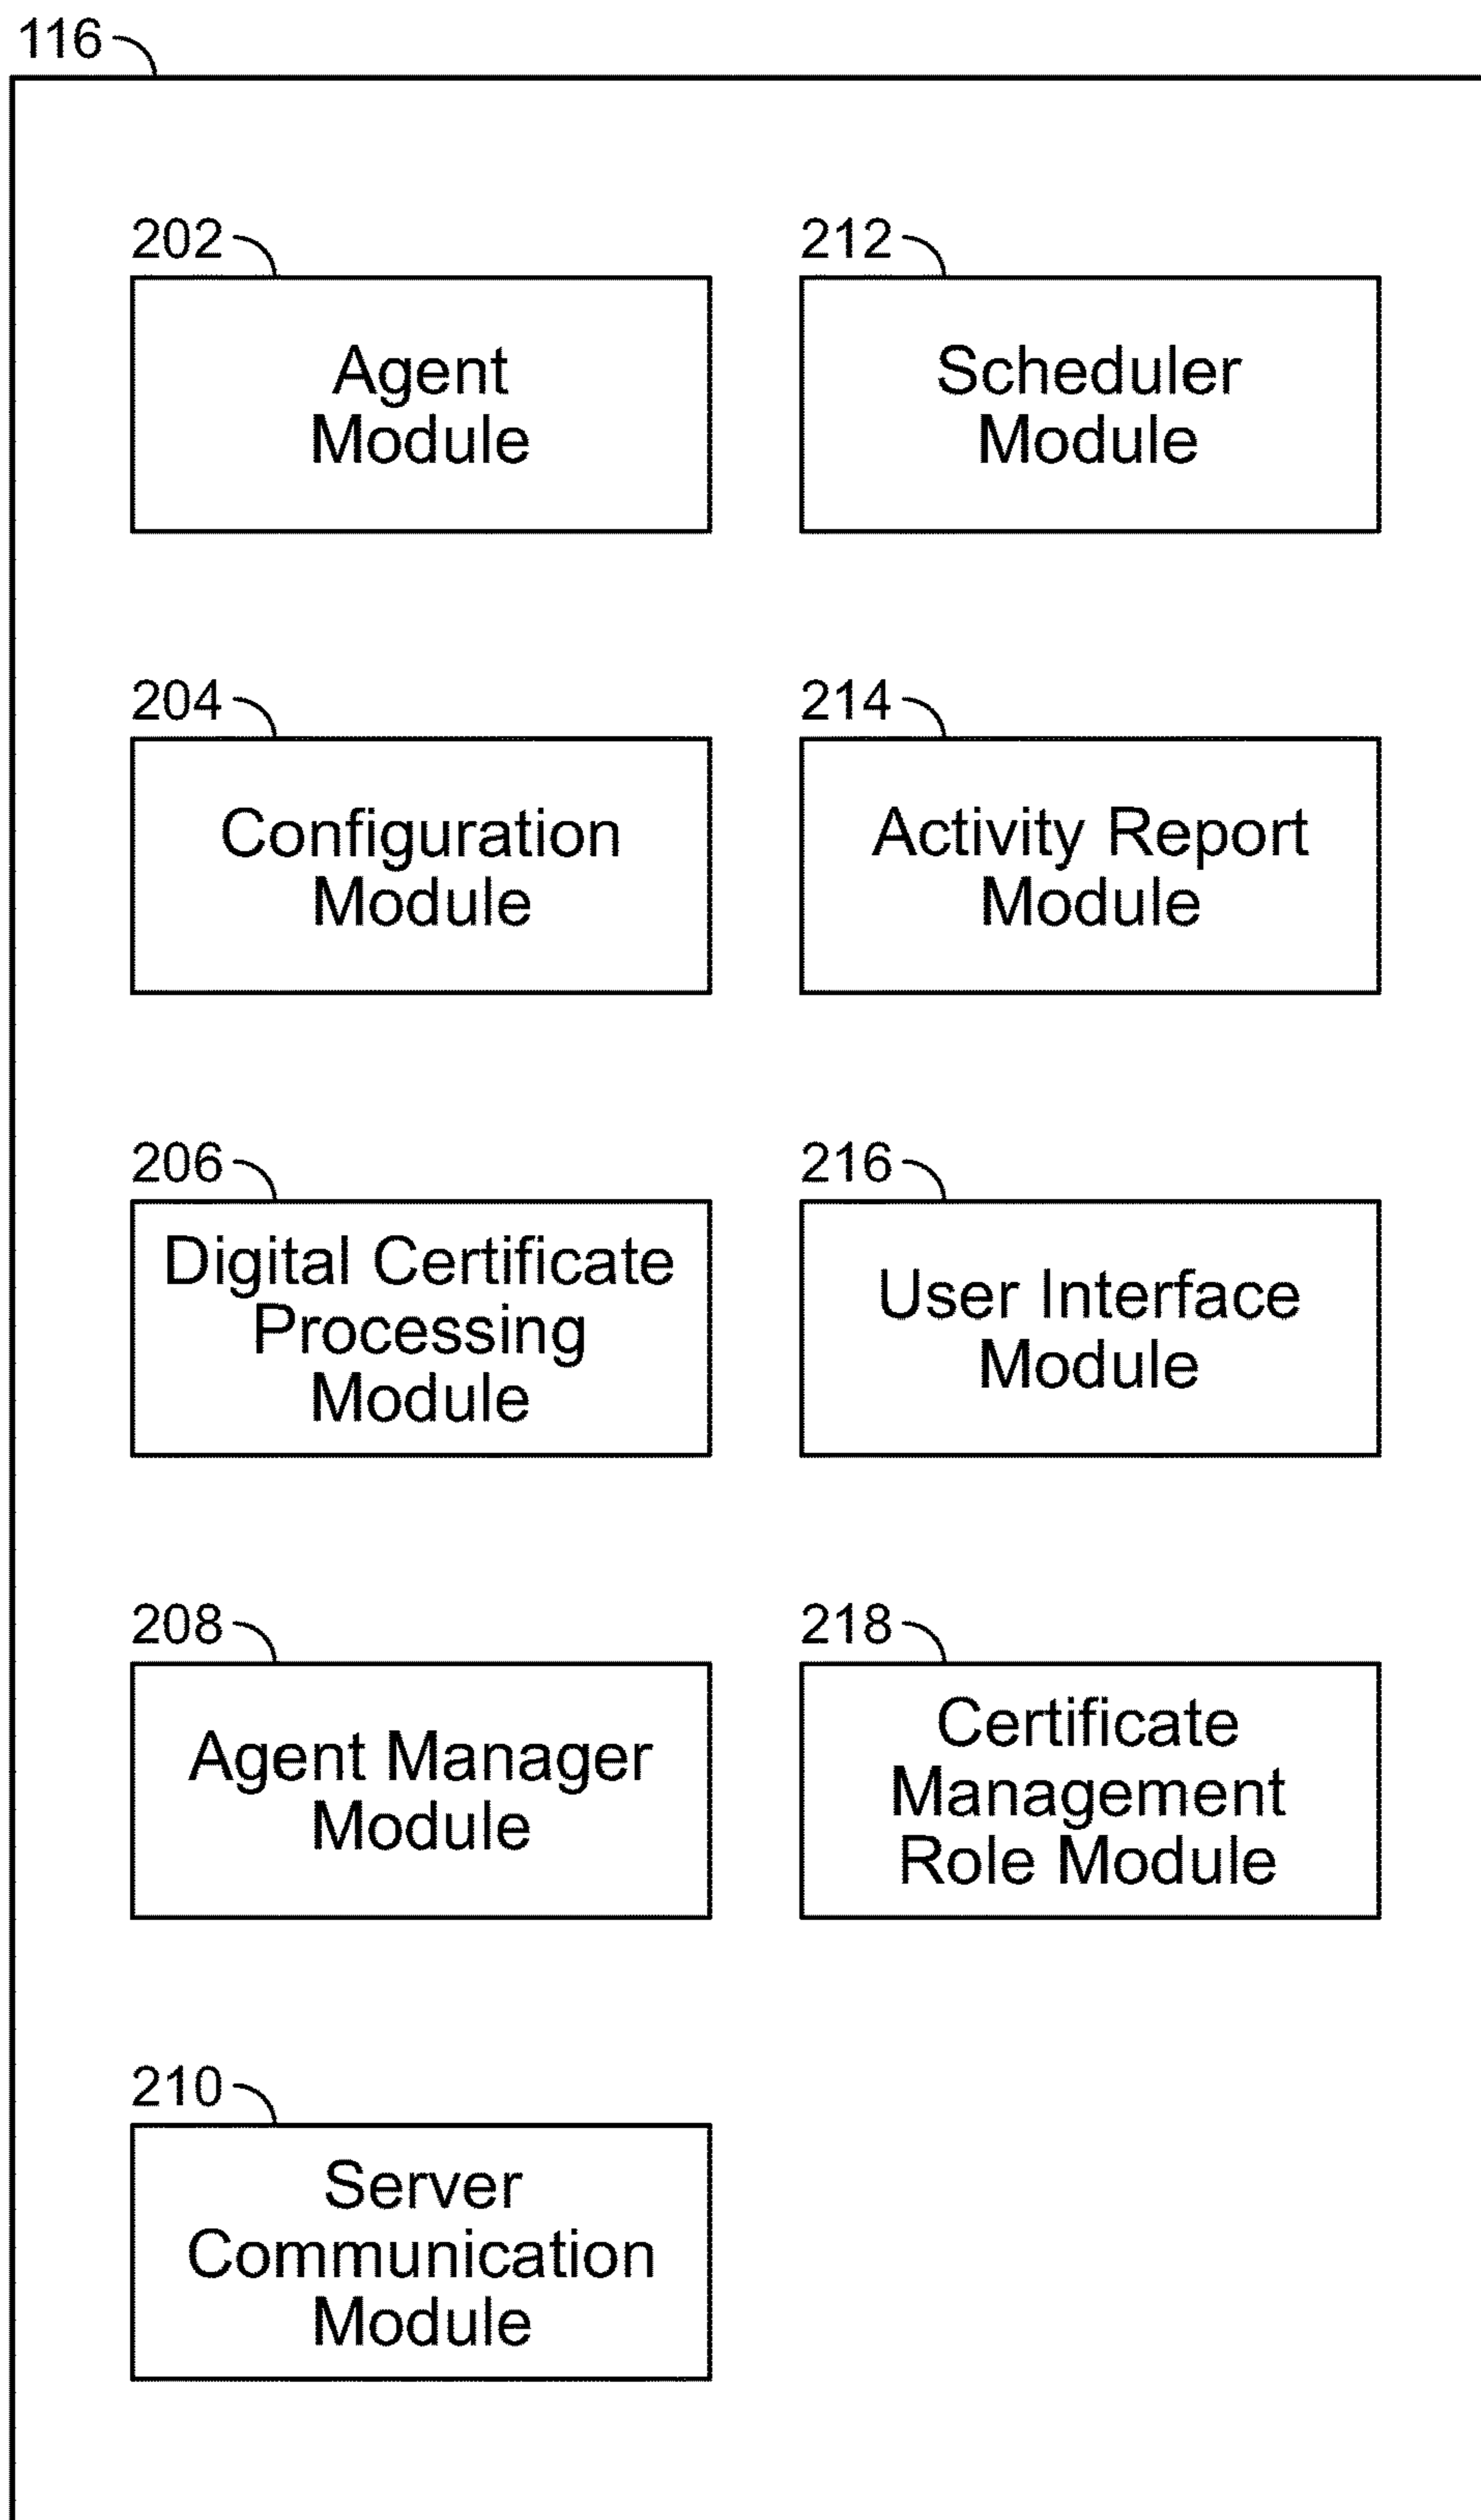 116
202
Agent
Module
212
Scheduler
Module
204
Configuration
Module
214
Activity Report
Module
206
Digital Certificate
Processing
Module
216
User Interface
Module
208
Agent Manager
Module
218
Certificate
Management
Role Module
210
Server
Communication
Module